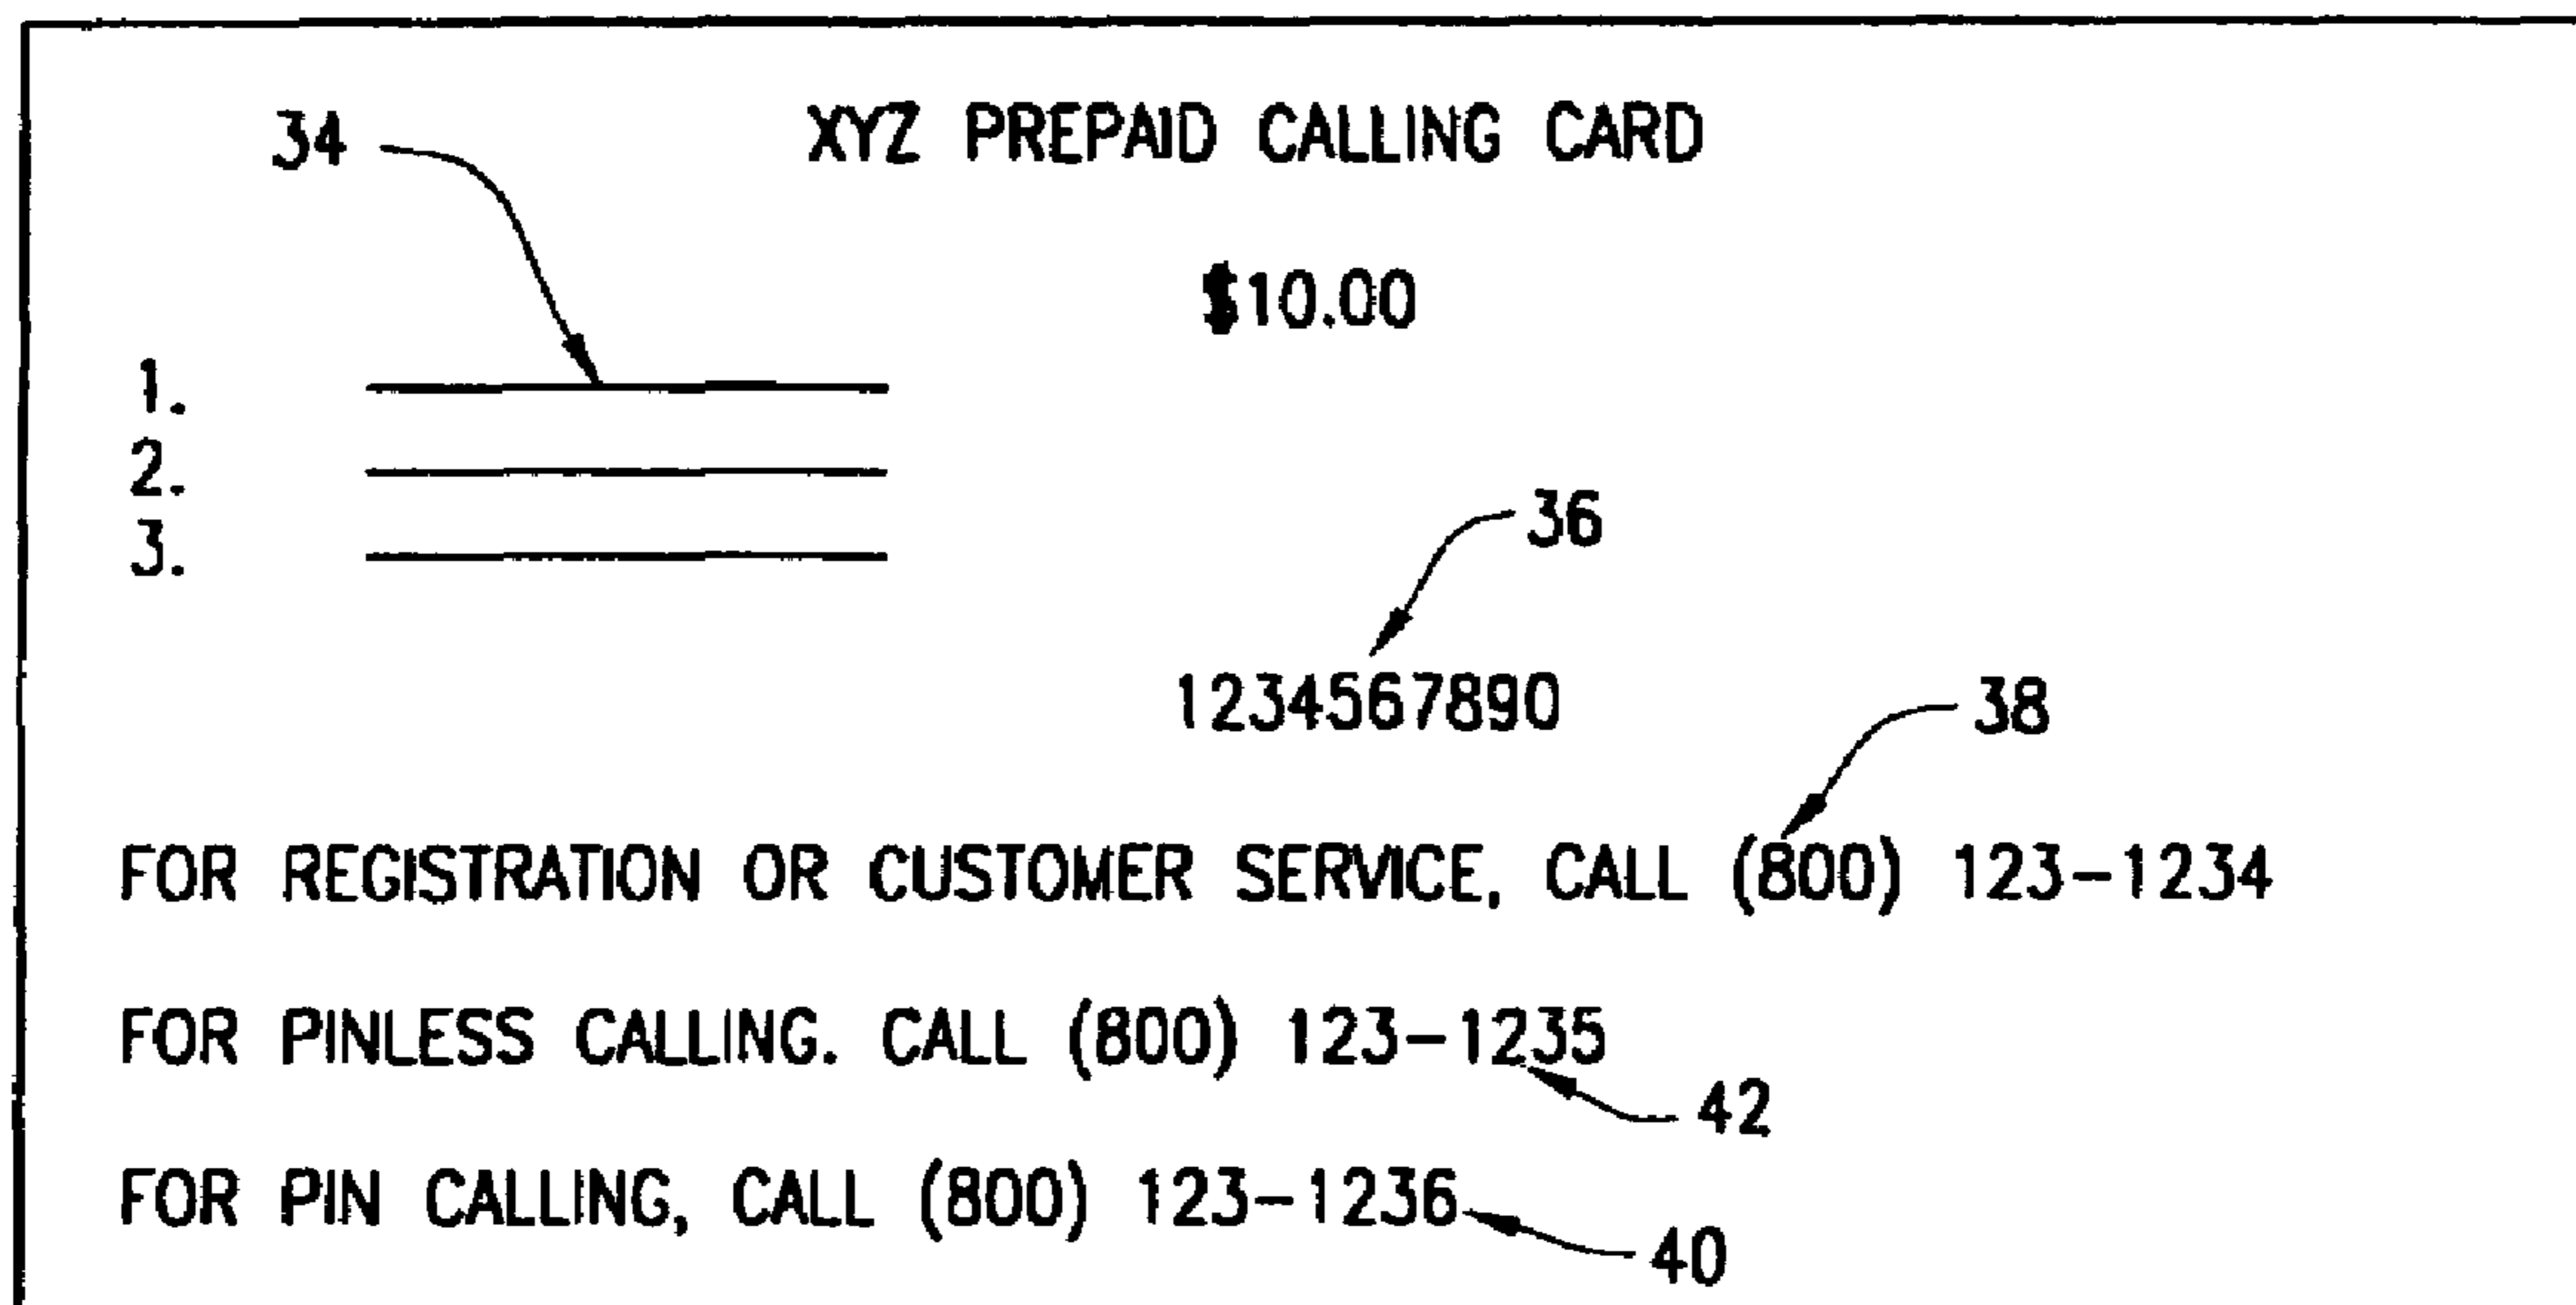 34 XYZ PREPAID CALLING CARD
$10.00
1.
2.
3.
36
1234567890
38
FOR REGISTRATION OR CUSTOMER SERVICE, CALL (800) 123-1234
FOR PINLESS CALLING. CALL (800) 123-1235
42
FOR PIN CALLING, CALL (800) 123-1236
40